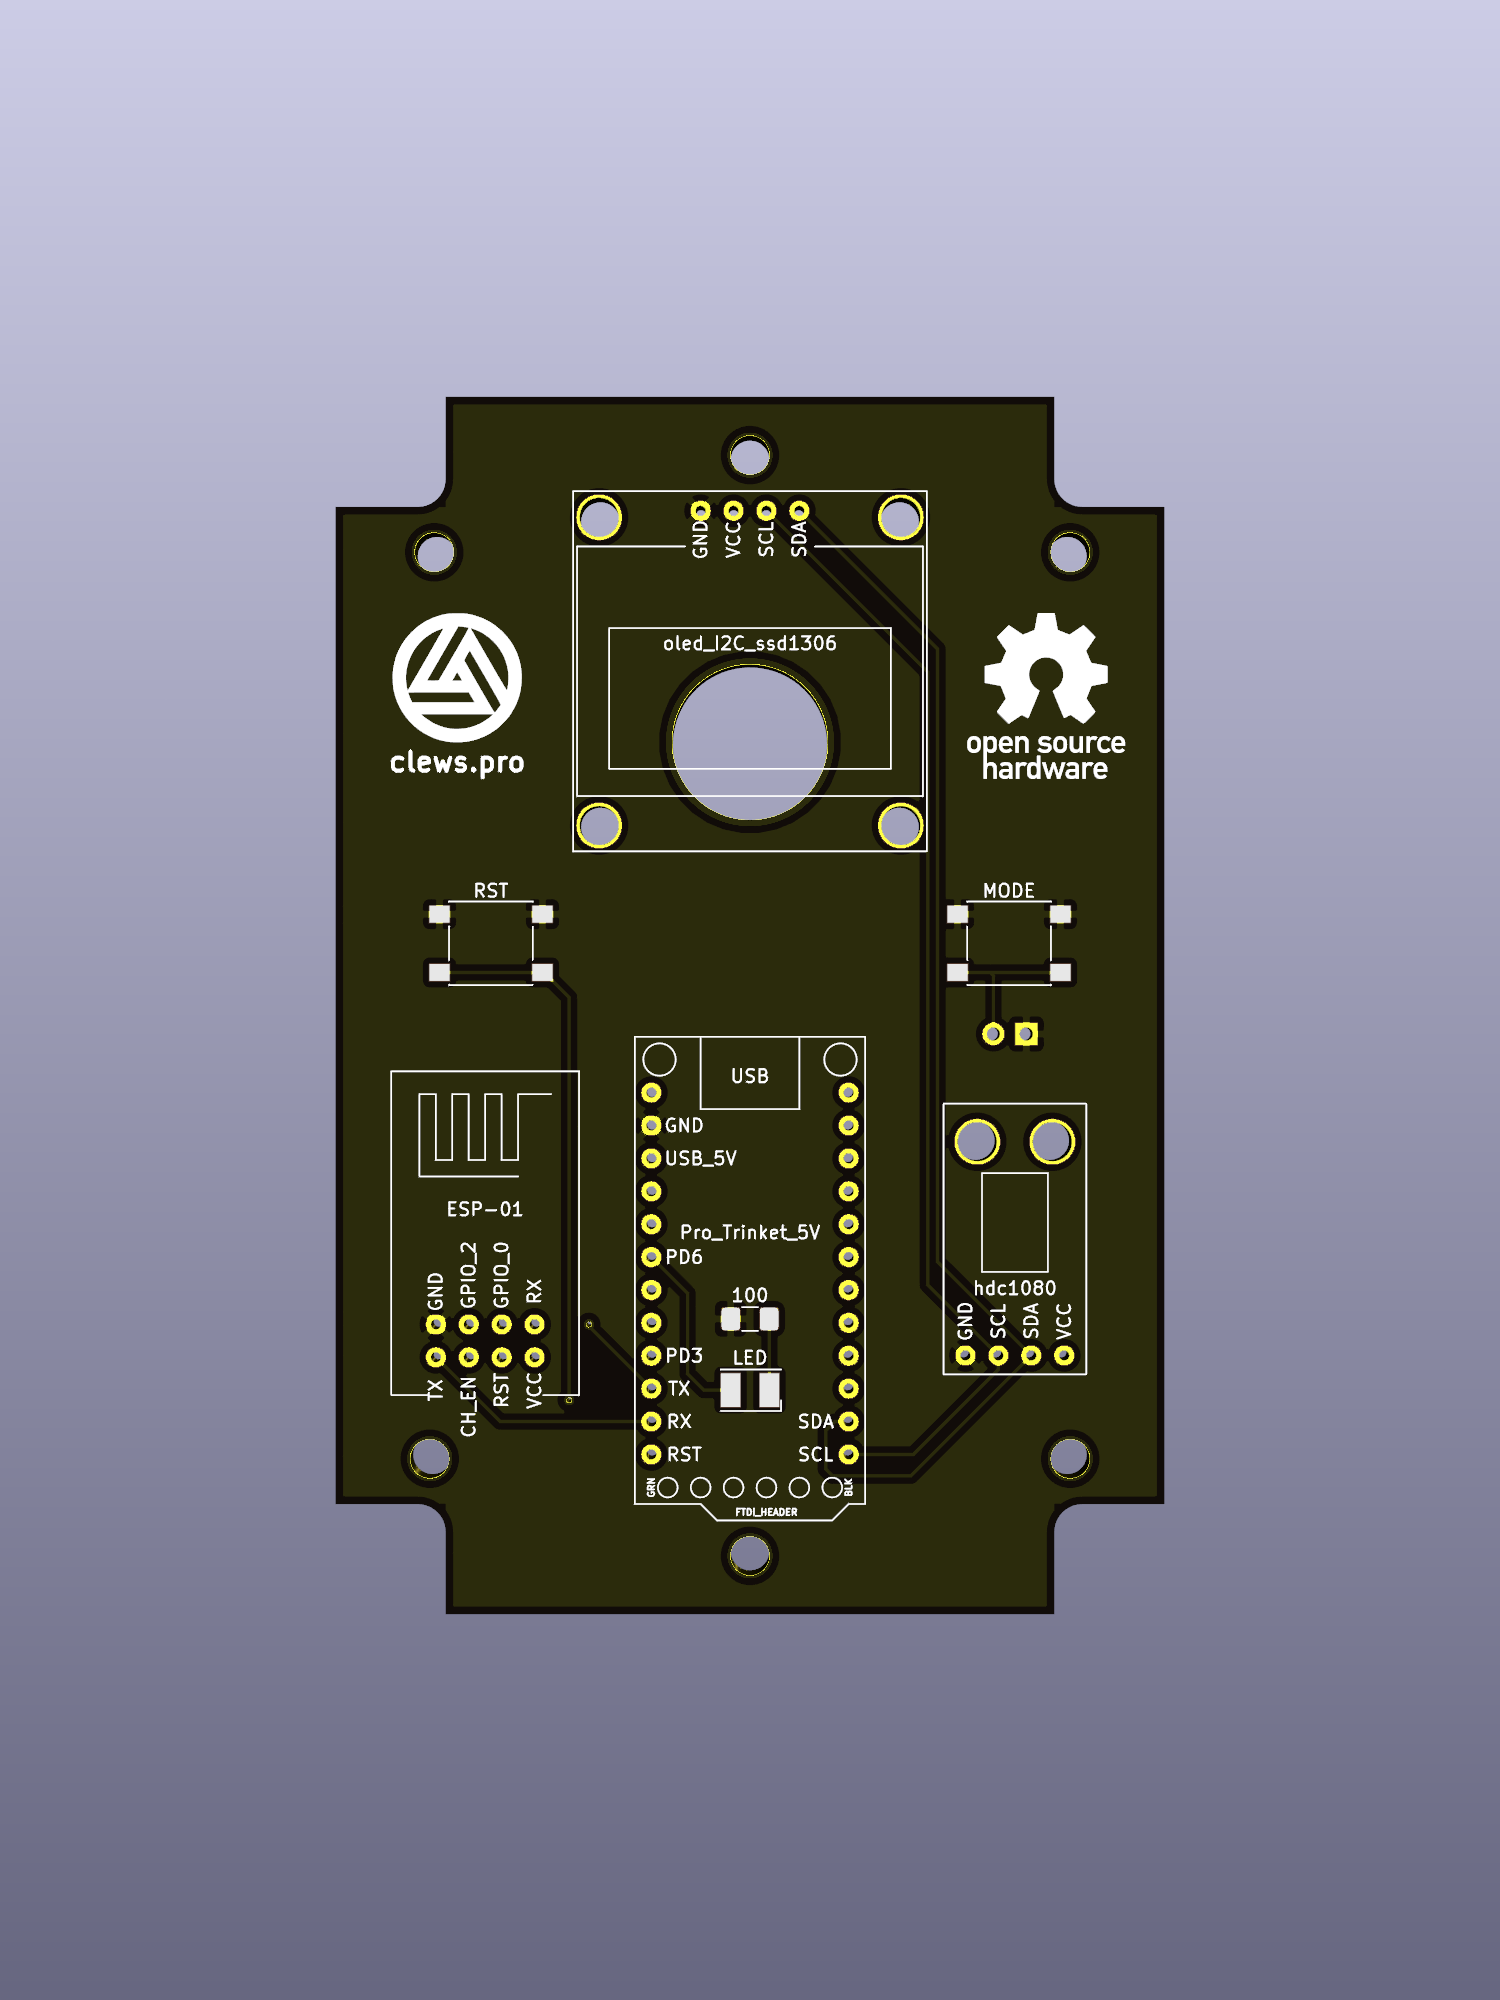 GND
VCC
SCL
SDA
oled_I2C_ssd1306
clews.pro
open source
hardware
RST
MODE
USB
GND
USB_5V
Pro_Trinket_5V
PD6
100
PD3
LED
TX
RX
SDA
RST
SCL
GRN
BLK
FTDI_HEADER
ESP-01
GND
GPIO_2
GPIO_0
RX
TX
CH_EN
RST
VCC
hdc1080
GND
SCL
SDA
VCC